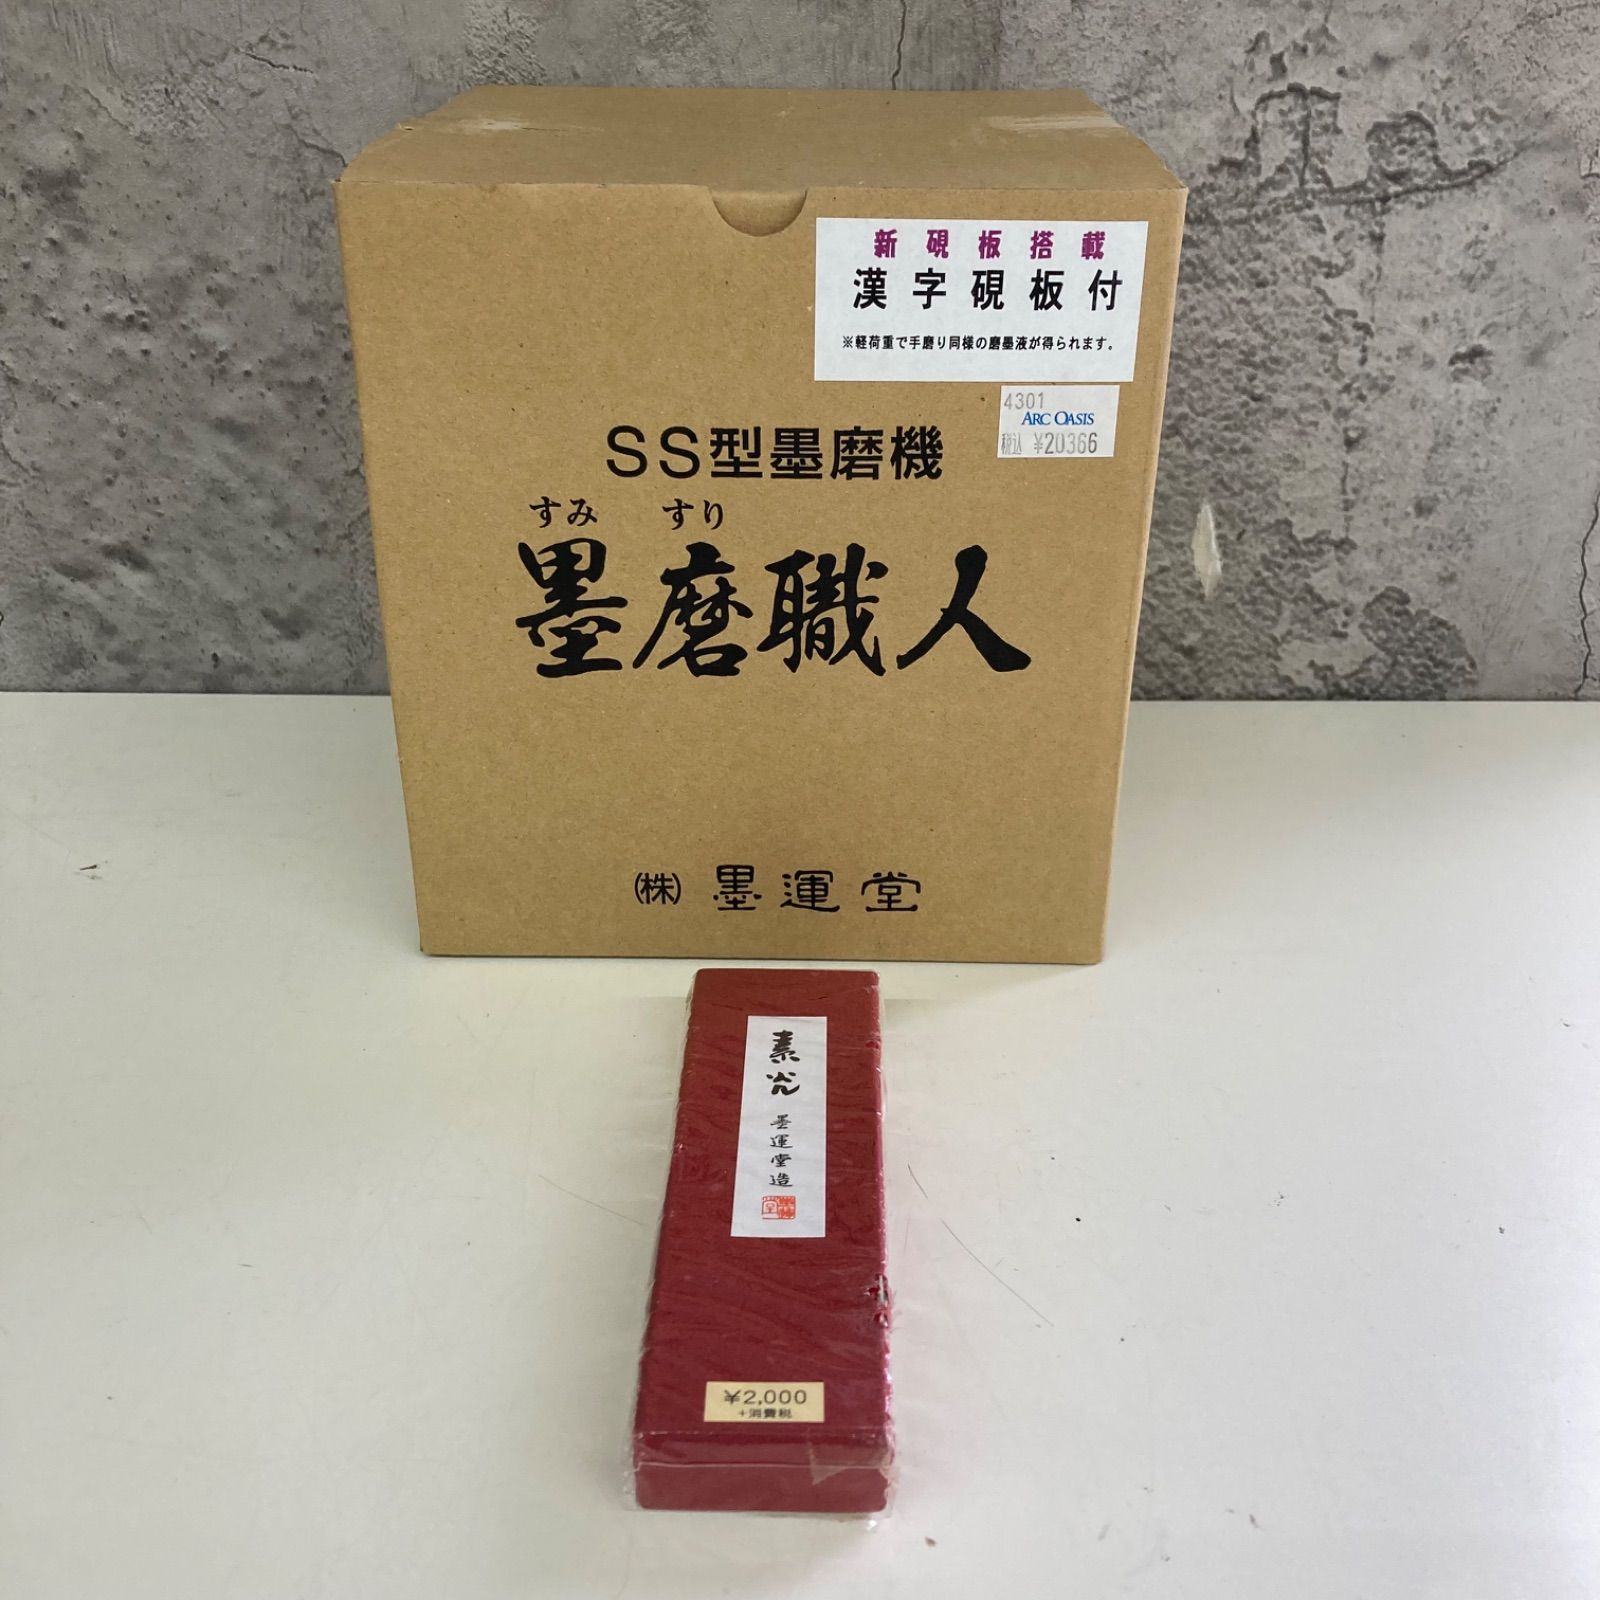 新硯板搭載
漢字硯板付
※軽荷重で手磨り同様の磨墨液が得られます。
4301
ARC OASIS
税込 ¥20366
SS型墨磨機
すみ すり
墨磨職人
㈱ 墨運堂
素光
墨運堂造
¥2,000
+消費税